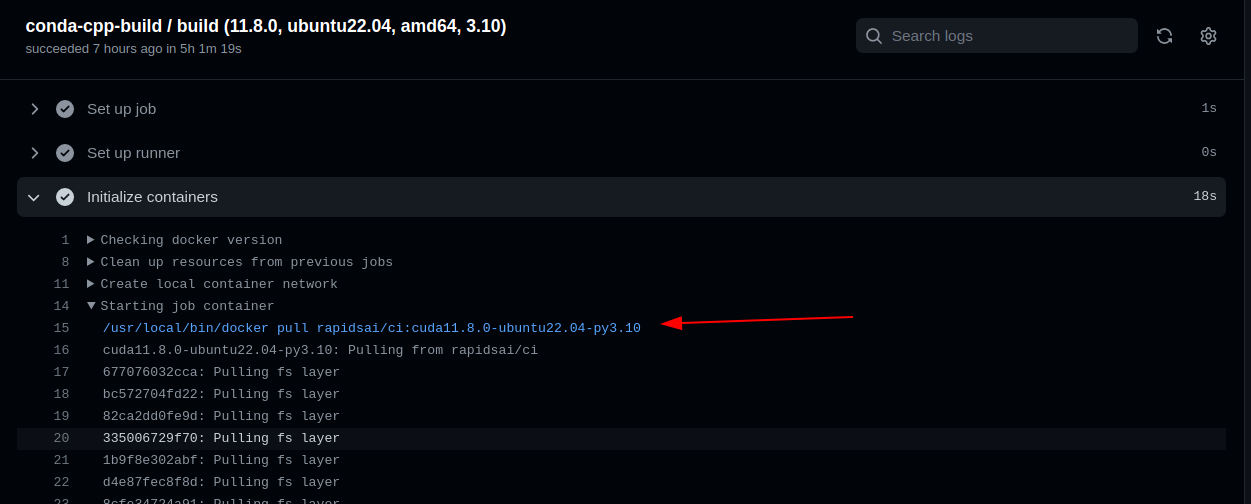 conda-cpp-build / build (11.8.0, ubuntu22.04, amd64, 3.10)
succeeded 7 hours ago in 5h 1m 19s
Search logs
Set up job 1s
Set up runner 0s
Initialize containers 18s
1 Checking docker version
8 Clean up resources from previous jobs
11 Create local container network
14 Starting job container
15 /usr/local/bin/docker pull rapidsai/ci:cuda11.8.0-ubuntu22.04-py3.10
16 cuda11.8.0-ubuntu22.04-py3.10: Pulling from rapidsai/ci
17 677076032cca: Pulling fs layer
18 bc572704fd22: Pulling fs layer
19 82ca2dd0fe9d: Pulling fs layer
20 335006729f70: Pulling fs layer
21 1b9f8e302abf: Pulling fs layer
22 d4e87fec8f8d: Pulling fs layer
23 8cfe34724a91: Pulling fs layer